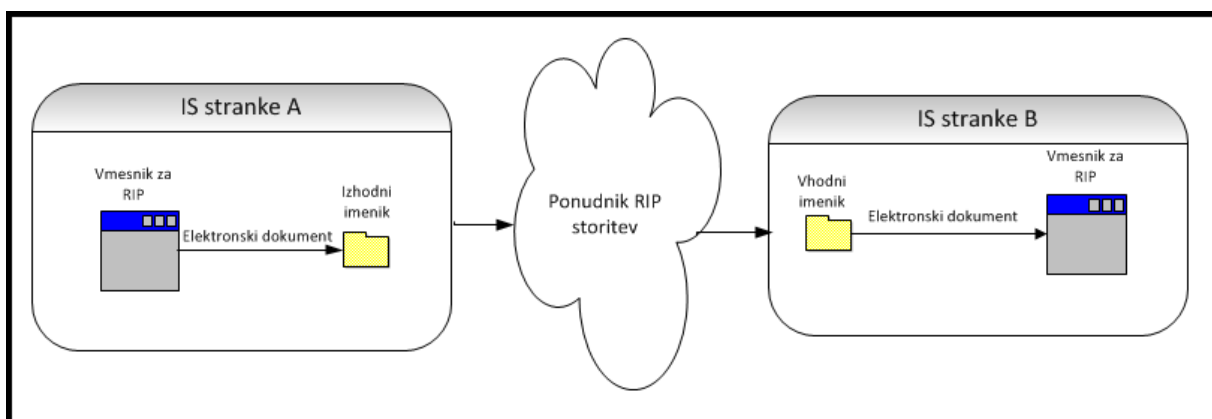 IS stranke A
Vmesnik za
RIP
Elektronski dokument
Izhodni
imenik
Ponudnik RIP
storitev
IS stranke B
Vhodni
imenik
Elektronski dokument
Vmesnik za
RIP